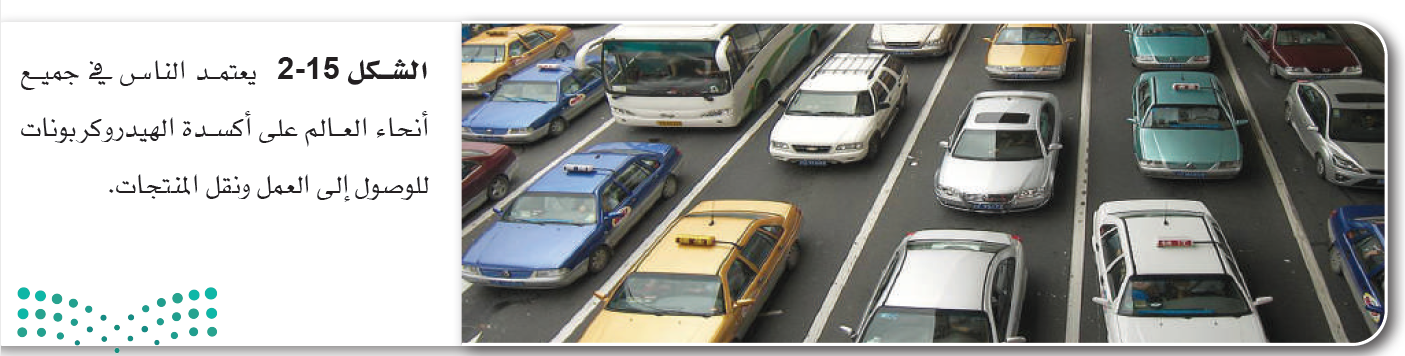 الشكل 15-2 يعتمد الناس في جميع
أنحاء العالم على أكسدة الهيدروكربونات
للوصول إلى العمل ونقل المنتجات.